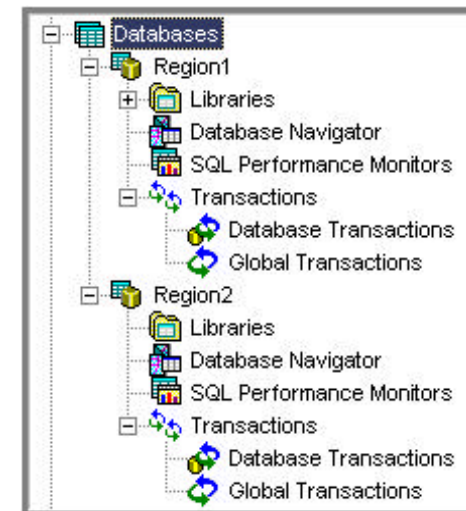 Databases
Region1
Libraries
Database Navigator
SQL Performance Monitors
Transactions
Database Transactions
Global Transactions
Region2
Libraries
Database Navigator
SQL Performance Monitors
Transactions
Database Transactions
Global Transactions